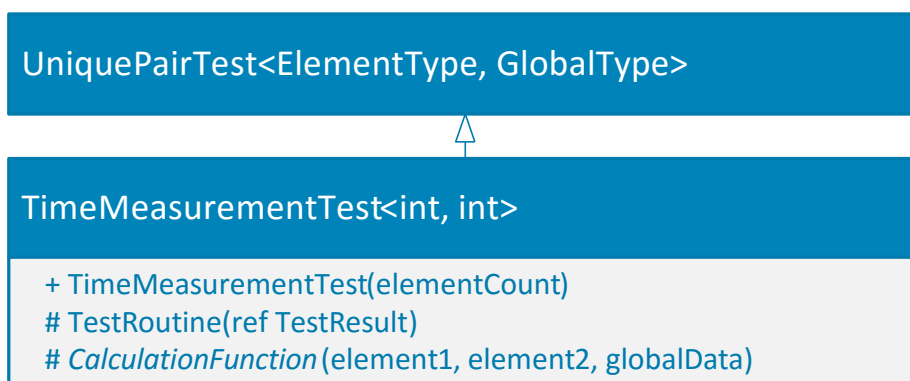 UniquePairTest<ElementType, GlobalType>
TimeMeasurementTest<int, int>
+ TimeMeasurementTest(elementCount)
# TestRoutine(ref TestResult)
# CalculationFunction(element1, element2, globalData)